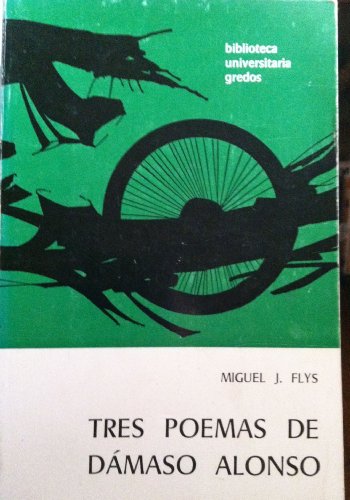 biblioteca
universitaria
gredos
MIGUEL J. FLYS
TRES POEMAS DE
DÁMASO ALONSO